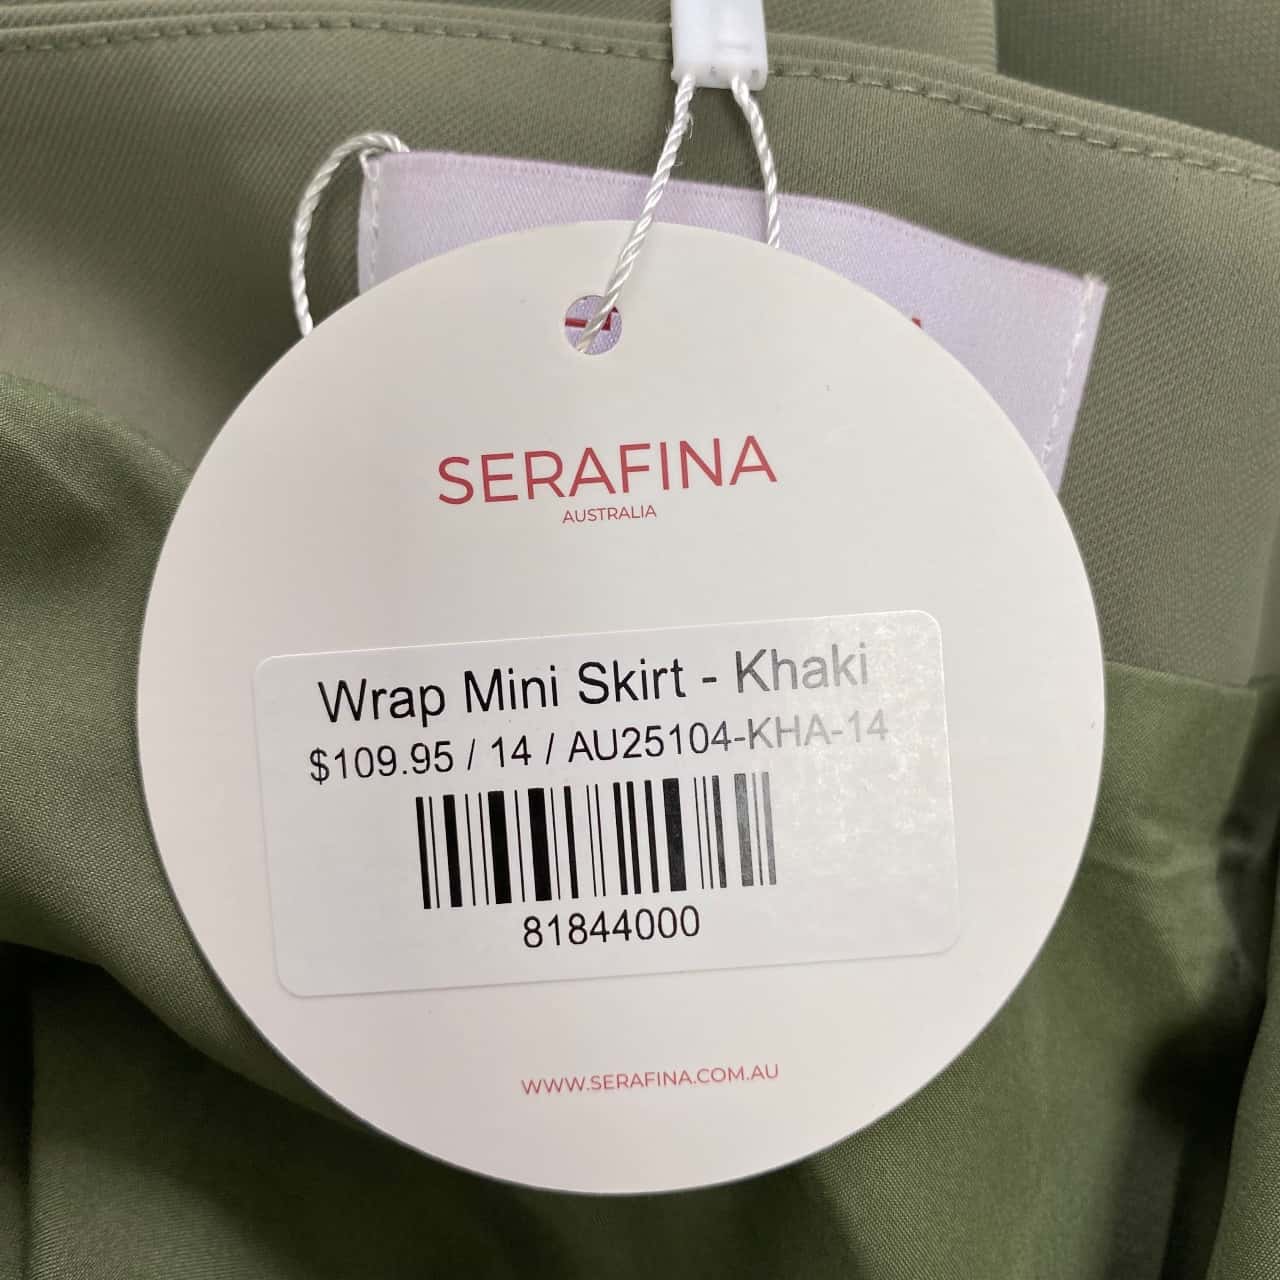 SERAFINA
AUSTRALIA
Wrap Mini Skirt - Khaki
$109.95 / 14 / AU25104-KHA-14
81844000
WWW.SERAFINA.COM.AU